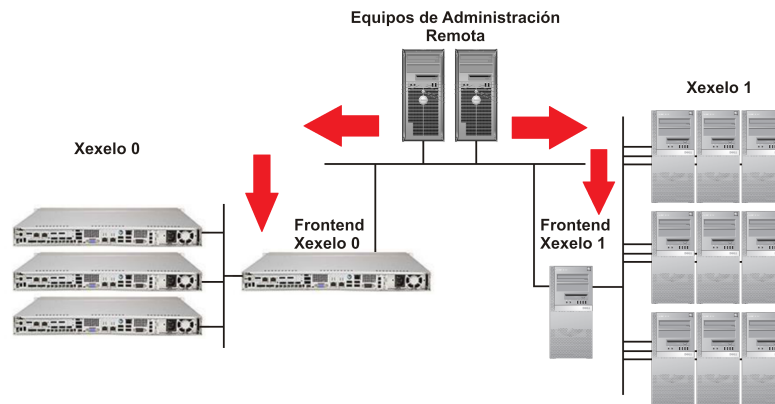 Equipos de Administración
Remota
Xexelo 1
Xexelo 0
Frontend
Xexelo 0
Frontend
Xexelo 1